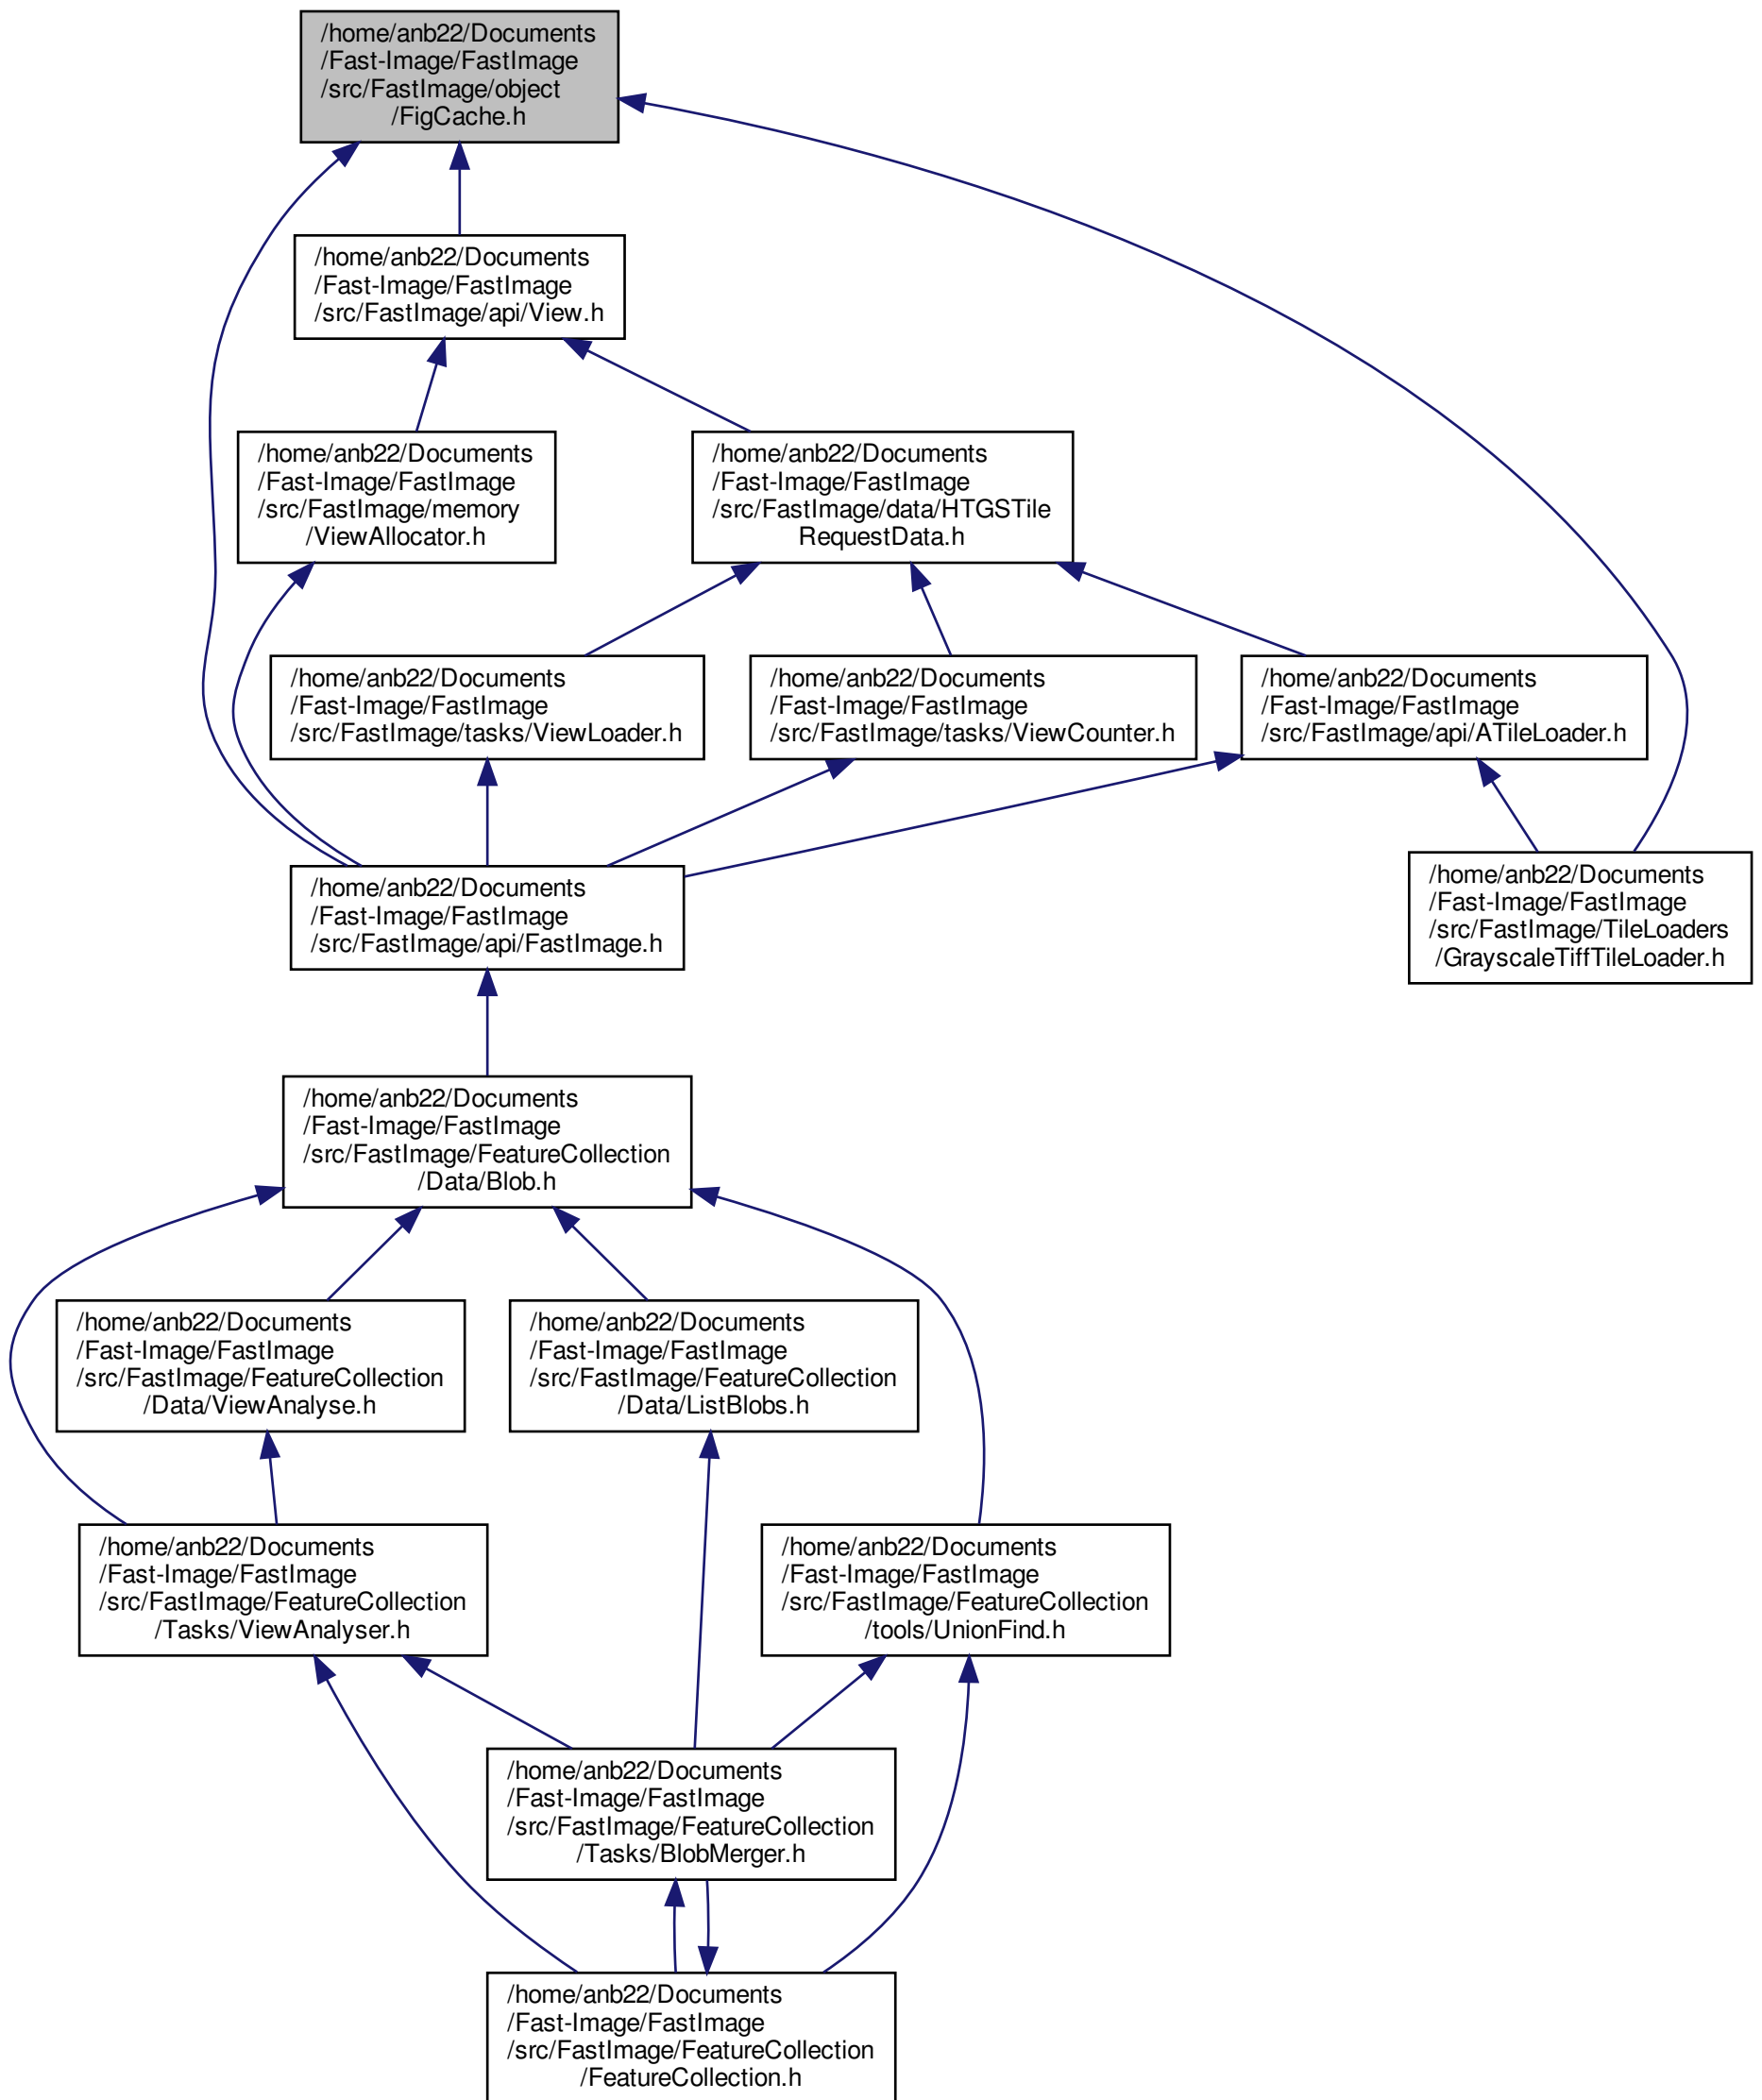 /home/anb22/Documents
/Fast-Image/FastImage
/src/FastImage/object
/FigCache.h
/home/anb22/Documents
/Fast-Image/FastImage
/src/FastImage/api/View.h
/home/anb22/Documents
/Fast-Image/FastImage
/src/FastImage/memory
/ViewAllocator.h
/home/anb22/Documents
/Fast-Image/FastImage
/src/FastImage/data/HTGSTile
RequestData.h
/home/anb22/Documents
/Fast-Image/FastImage
/src/FastImage/tasks/ViewLoader.h
/home/anb22/Documents
/Fast-Image/FastImage
/src/FastImage/tasks/ViewCounter.h
/home/anb22/Documents
/Fast-Image/FastImage
/src/FastImage/api/ATileLoader.h
/home/anb22/Documents
/Fast-Image/FastImage
/src/FastImage/api/FastImage.h
/home/anb22/Documents
/Fast-Image/FastImage
/src/FastImage/TileLoaders
/GrayscaleTiffTileLoader.h
/home/anb22/Documents
/Fast-Image/FastImage
/src/FastImage/FeatureCollection
/Data/Blob.h
/home/anb22/Documents
/Fast-Image/FastImage
/src/FastImage/FeatureCollection
/Data/ViewAnalyse.h
/home/anb22/Documents
/Fast-Image/FastImage
/src/FastImage/FeatureCollection
/Data/ListBlobs.h
/home/anb22/Documents
/Fast-Image/FastImage
/src/FastImage/FeatureCollection
/Tasks/ViewAnalyser.h
/home/anb22/Documents
/Fast-Image/FastImage
/src/FastImage/FeatureCollection
/tools/UnionFind.h
/home/anb22/Documents
/Fast-Image/FastImage
/src/FastImage/FeatureCollection
/Tasks/BlobMerger.h
/home/anb22/Documents
/Fast-Image/FastImage
/src/FastImage/FeatureCollection
/FeatureCollection.h